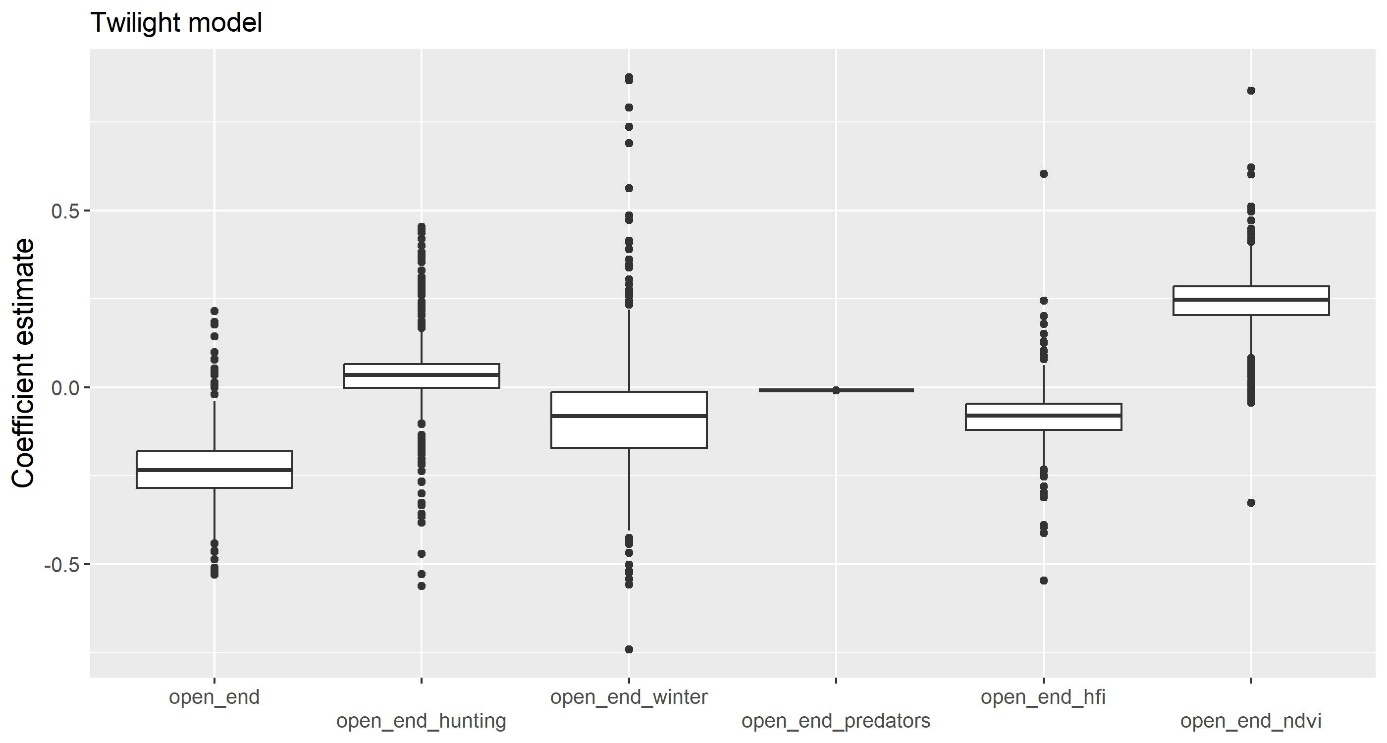 Twilight model
Coefficient estimate
0.5
0.0
-0.5
open_end
open_end_hunting
open_end_winter
open_end_predators
open_end_hfi
open_end_ndvi